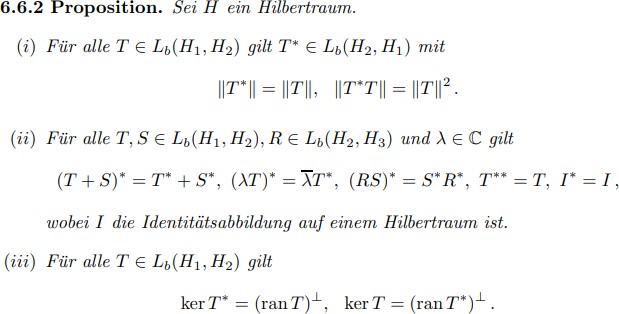 6.6.2 Proposition. Sei H ein Hilbertraum.
(i) Für alle T ∈ L_b(H_1, H_2) gilt T* ∈ L_b(H_2, H_1) mit
‖T*‖ = ‖T‖, ‖T*T‖ = ‖T‖².
(ii) Für alle T, S ∈ L_b(H_1, H_2), R ∈ L_b(H_2, H_3) und λ ∈ ℂ gilt
(T + S)* = T* + S*, (λT)* = λ̅T*, (RS)* = S*R*, T** = T, I* = I,
wobei I die Identitätsabbildung auf einem Hilbertraum ist.
(iii) Für alle T ∈ L_b(H_1, H_2) gilt
ker T* = (ran T)^⊥, ker T = (ran T*)^⊥.